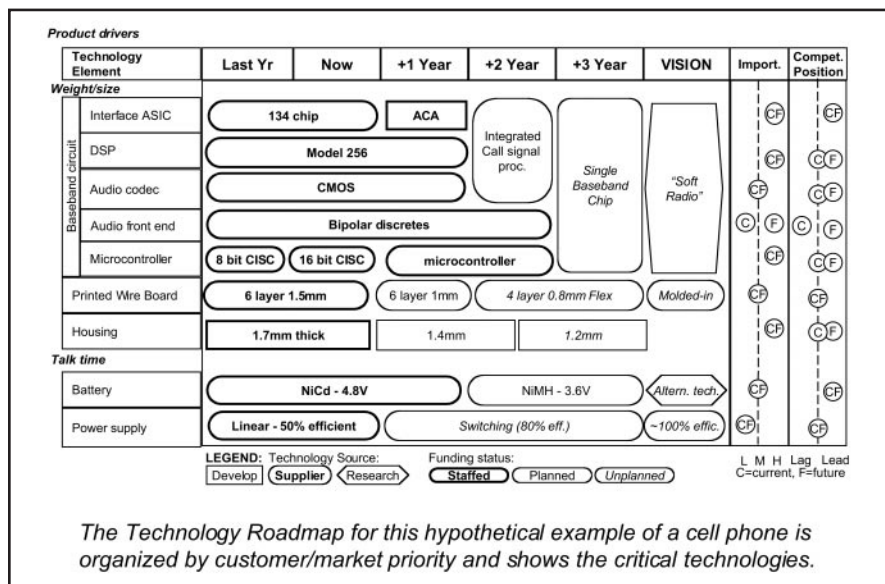 Product drivers
Technology Element Last Yr Now +1 Year +2 Year +3 Year VISION Import. Compet. Position
Weight/size
Baseband circuit
Interface ASIC 134 chip ACA CF CF
Integrated Call signal proc.
Single Baseband Chip
"Soft Radio"
DSP Model 256 CF C F
Audio codec CMOS CF C F
Audio front end Bipolar discretes C F C F
Microcontroller 8 bit CISC 16 bit CISC microcontroller CF C F
Printed Wire Board 6 layer 1.5mm 6 layer 1mm 4 layer 0.8mm Flex Molded-in CF CF
Housing 1.7mm thick 1.4mm 1.2mm CF C F
Talk time
Battery NiCd - 4.8V NiMH - 3.6V Altern. tech. CF CF
Power supply Linear - 50% efficient Switching (80% eff.) ~100% effic. CF CF
LEGEND: Technology Source: Funding status: L M H Lag Lead
Develop Supplier Research Staffed Planned Unplanned C=current, F=future
The Technology Roadmap for this hypothetical example of a cell phone is
organized by customer/market priority and shows the critical technologies.